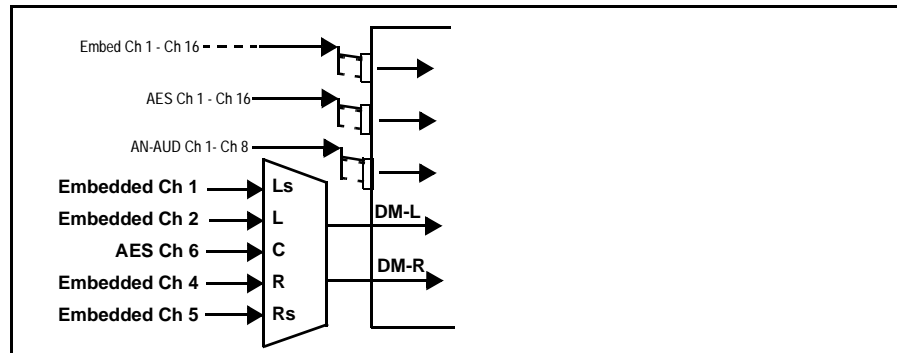 Embed Ch 1 - Ch 16
AES Ch 1 - Ch 16
AN-AUD Ch 1- Ch 8
Embedded Ch 1 Ls
Embedded Ch 2 L DM-L
AES Ch 6 C
Embedded Ch 4 R DM-R
Embedded Ch 5 Rs